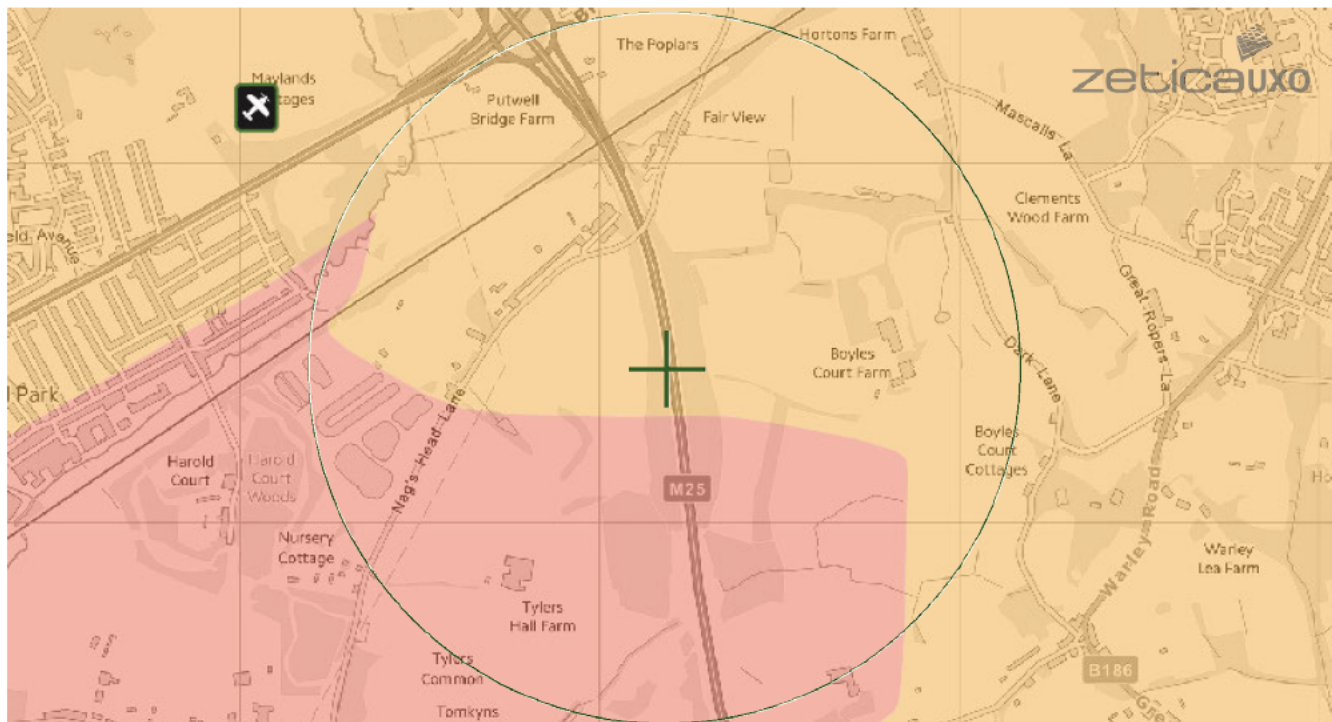 The Poplars
Hortons Farm
zeticauxo
Maylands
Cottages
Putwell
Bridge Farm
Fair View
Mascalls La
Clements
Wood Farm
Great Ropers La
Boyles
Court Farm
Dark Lane
Park
Nag's Head Lane
Boyles
Court
Cottages
Harold
Court
Harold
Court
Woods
M25
Warley Road
Nursery
Cottage
Warley
Lea Farm
Tylers
Hall Farm
Tylers
Common
B186
Tomkyns